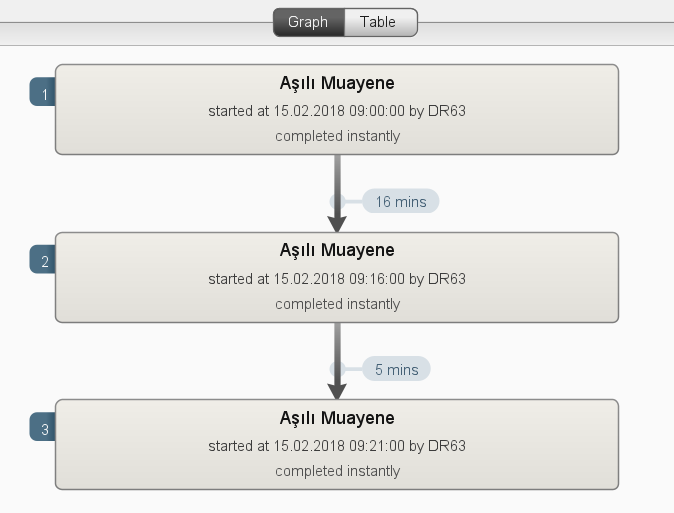 Graph Table
1
Aşılı Muayene
started at 15.02.2018 09:00:00 by DR63
completed instantly
16 mins
2
Aşılı Muayene
started at 15.02.2018 09:16:00 by DR63
completed instantly
5 mins
3
Aşılı Muayene
started at 15.02.2018 09:21:00 by DR63
completed instantly